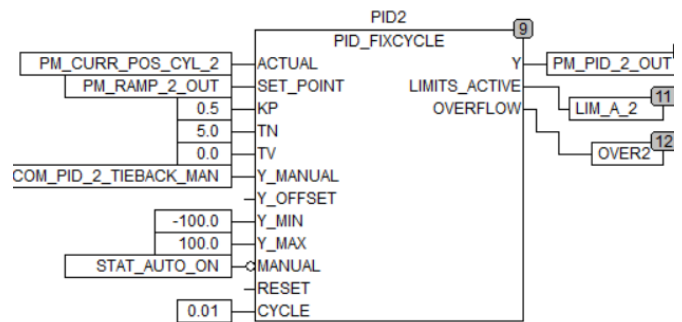 PID2
9
PID_FIXCYCLE
PM_CURR_POS_CYL_2 ACTUAL Y PM_PID_2_OUT
PM_RAMP_2_OUT SET_POINT LIMITS_ACTIVE 11
0.5 KP OVERFLOW LIM_A_2
5.0 TN 12
0.0 TV OVER2
COM_PID_2_TIEBACK_MAN Y_MANUAL
Y_OFFSET
-100.0 Y_MIN
100.0 Y_MAX
STAT_AUTO_ON MANUAL
RESET
0.01 CYCLE